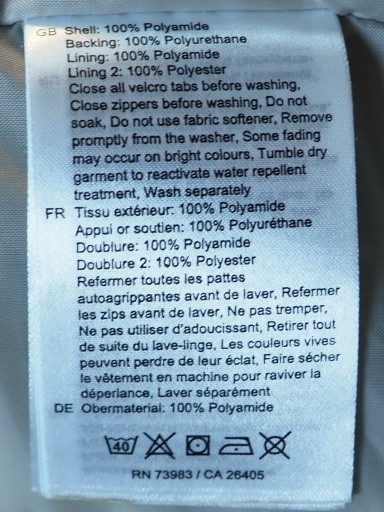 GB Shell: 100% Polyamide
Backing: 100% Polyurethane
Lining: 100% Polyamide
Lining 2: 100% Polyester
Close all velcro tabs before washing,
Close zippers before washing, Do not
soak, Do not use fabric softener, Remove
promptly from the washer, Some fading
may occur on bright colours, Tumble dry
garment to reactivate water repellent
treatment, Wash separately
FR Tissu extérieur: 100% Polyamide
Appui or soutien: 100% Polyuréthane
Doublure: 100% Polyamide
Doublure 2: 100% Polyester
Refermer toutes les pattes
autoagrippantes avant de laver, Refermer
les zips avant de laver, Ne pas tremper,
Ne pas utiliser d'adoucissant, Retirer tout
de suite du lave-linge, Les couleurs vives
peuvent perdre de leur éclat, Faire sécher
le vêtement en machine pour raviver la
déperlance, Laver séparément
DE Obermaterial: 100% Polyamide
40
RN 73983 / CA 26405